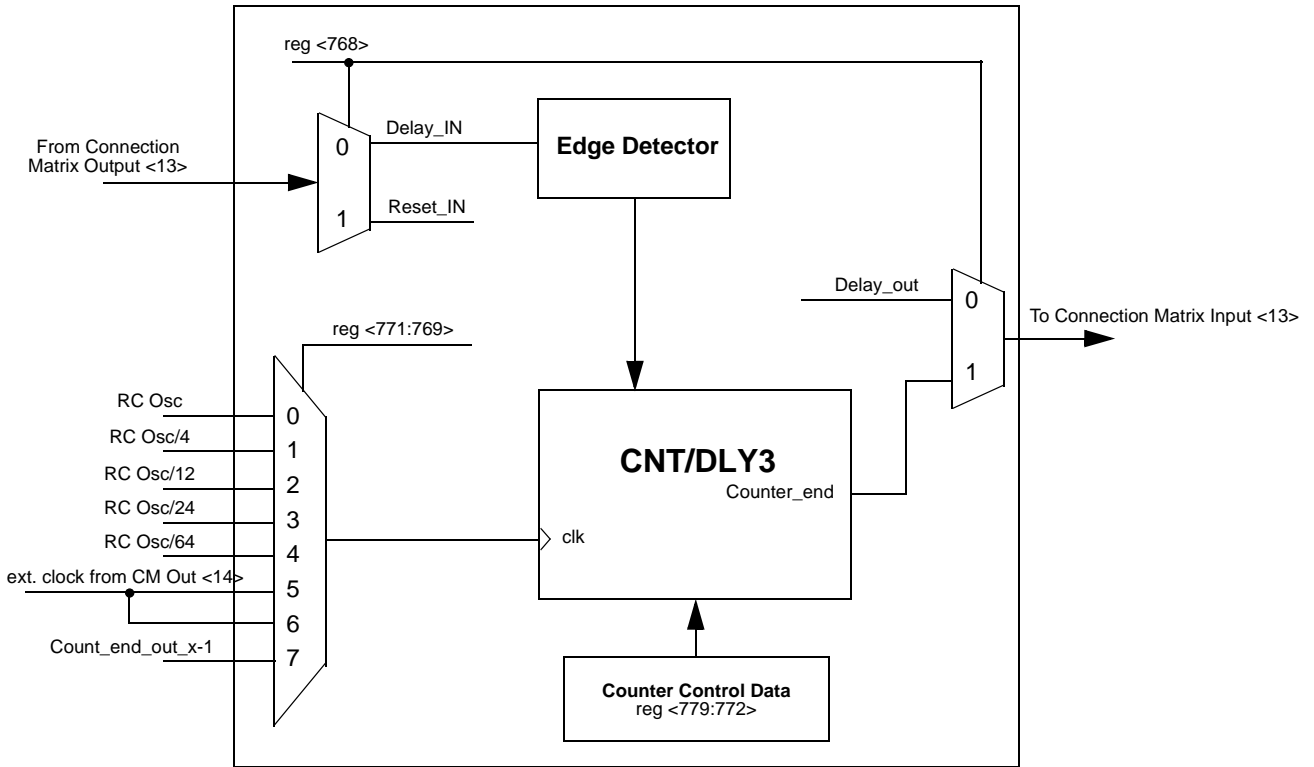 reg <768>
From Connection
Matrix Output <13>
0
1
Delay_IN
Reset_IN
Edge Detector
Delay_out
0
1
To Connection Matrix Input <13>
reg <771:769>
RC Osc
RC Osc/4
RC Osc/12
RC Osc/24
RC Osc/64
ext. clock from CM Out <14>
Count_end_out_x-1
0
1
2
3
4
5
6
7
CNT/DLY3
Counter_end
clk
Counter Control Data
reg <779:772>